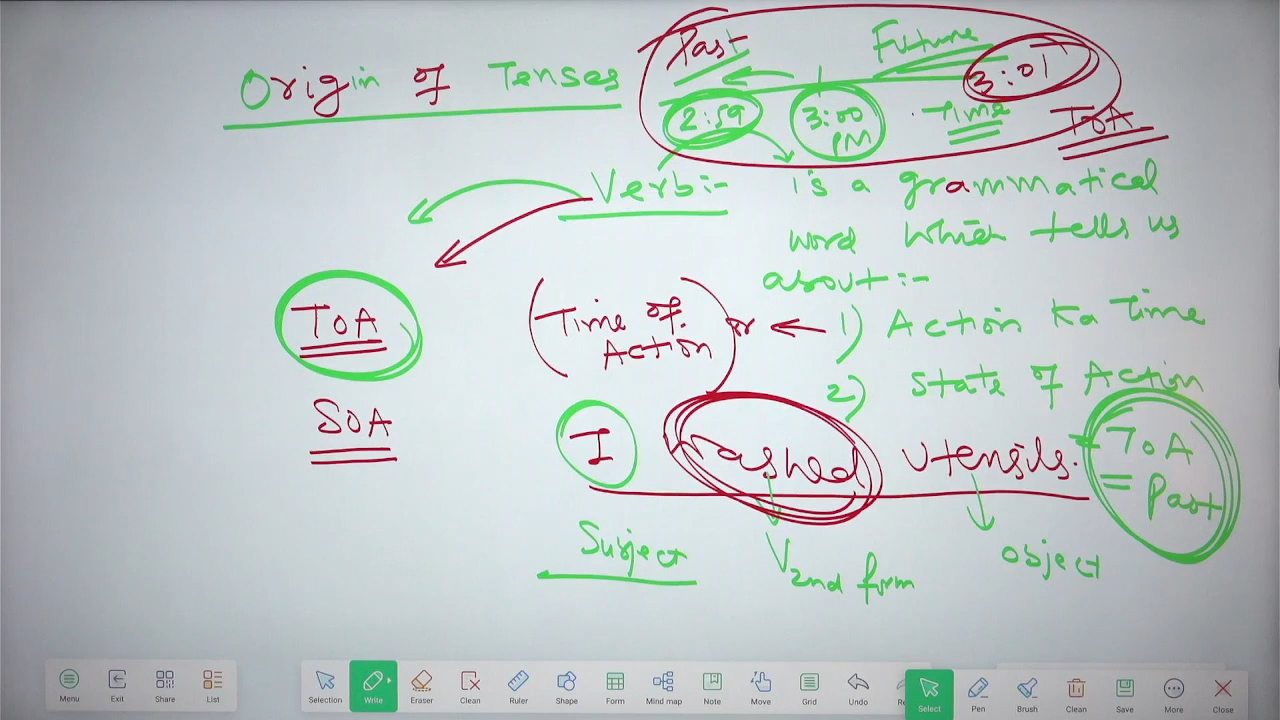 Past Future
Origin of Tenses
3:01
2:59 3:00 PM Time ToA
Verb:- is a grammatical
word which tells us
about:-
ToA (Time of Action) or ← 1) Action ka Time
2) State of Action
SOA
I washed utensils. ToA = Past
Subject V2nd form object
Menu Exit Share List Selection Write Eraser Clean Ruler Shape Form Mind map Note Move Grid Undo Select Pen Brush Clean Save More Close